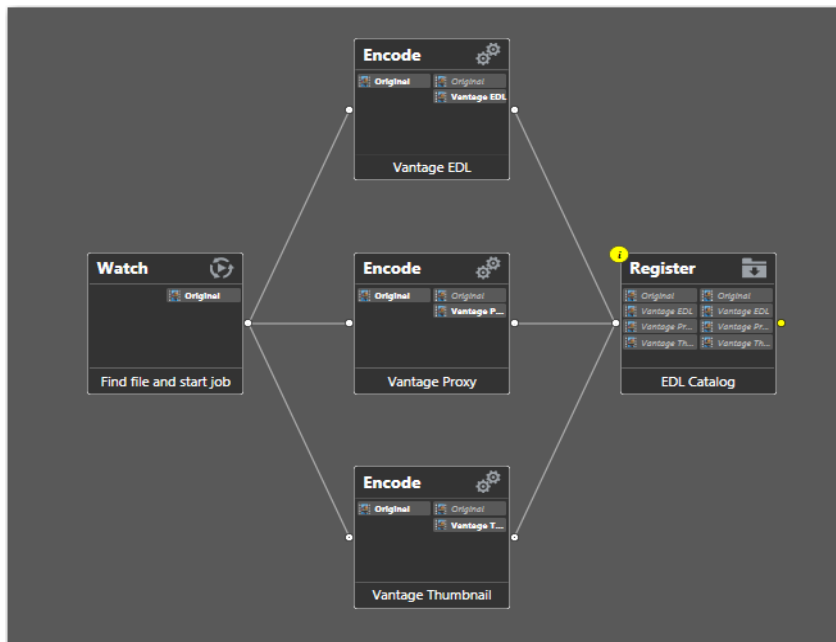 Encode
Original Original
Vantage EDL
Vantage EDL
Watch
Original
Find file and start job
Encode
Original Original
Vantage P...
Vantage Proxy
i
Register
Original Original
Vantage EDL Vantage EDL
Vantage Pr... Vantage Pr...
Vantage Th... Vantage Th...
EDL Catalog
Encode
Original Original
Vantage T...
Vantage Thumbnail